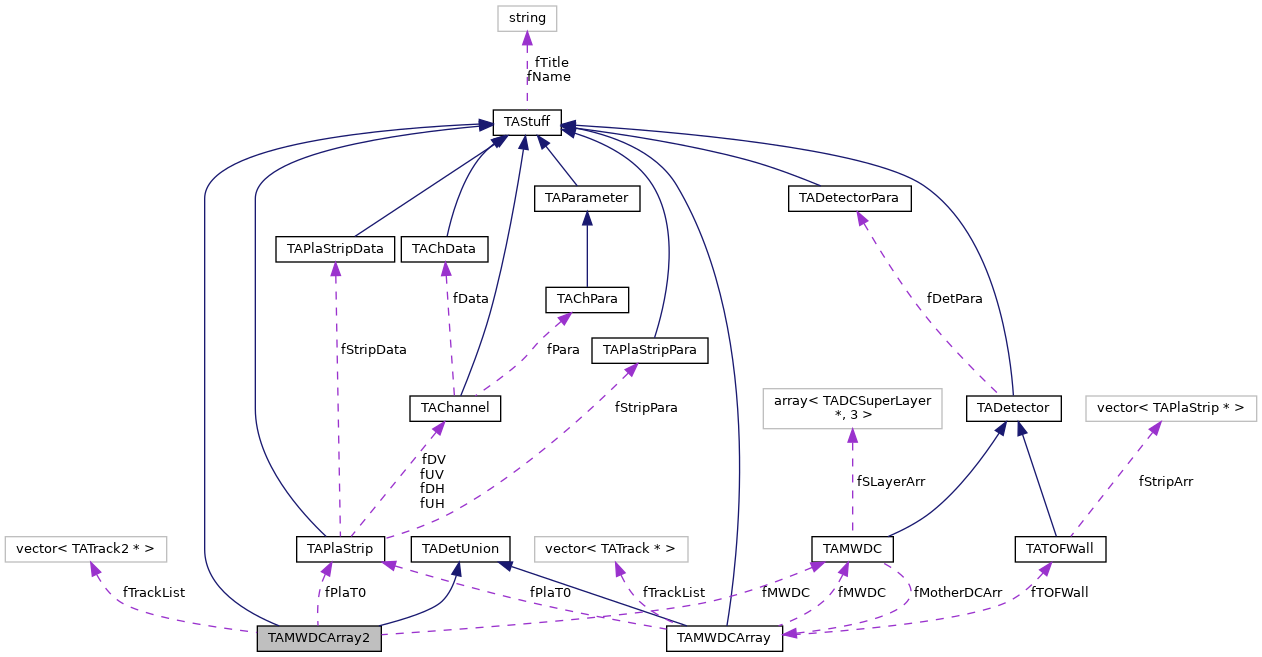 string
fTitle
fName
TAStuff
TAParameter
TADetectorPara
TAPlaStripData
TAChData
fData
TAChPara
fDetPara
fStripData
fPara
TAPlaStripPara
array< TADCSuperLayer
*, 3 >
TAChannel
fStripPara
TADetector
vector< TAPlaStrip * >
fDV
fUV
fDH
fUH
fSLayerArr
fStripArr
vector< TATrack2 * >
TAPlaStrip
TADetUnion
vector< TATrack * >
TAMWDC
TATOFWall
fTrackList
fPlaT0
fPlaT0
fTrackList
fMWDC
fMWDC
fMotherDCArr
fTOFWall
TAMWDCArray2
TAMWDCArray